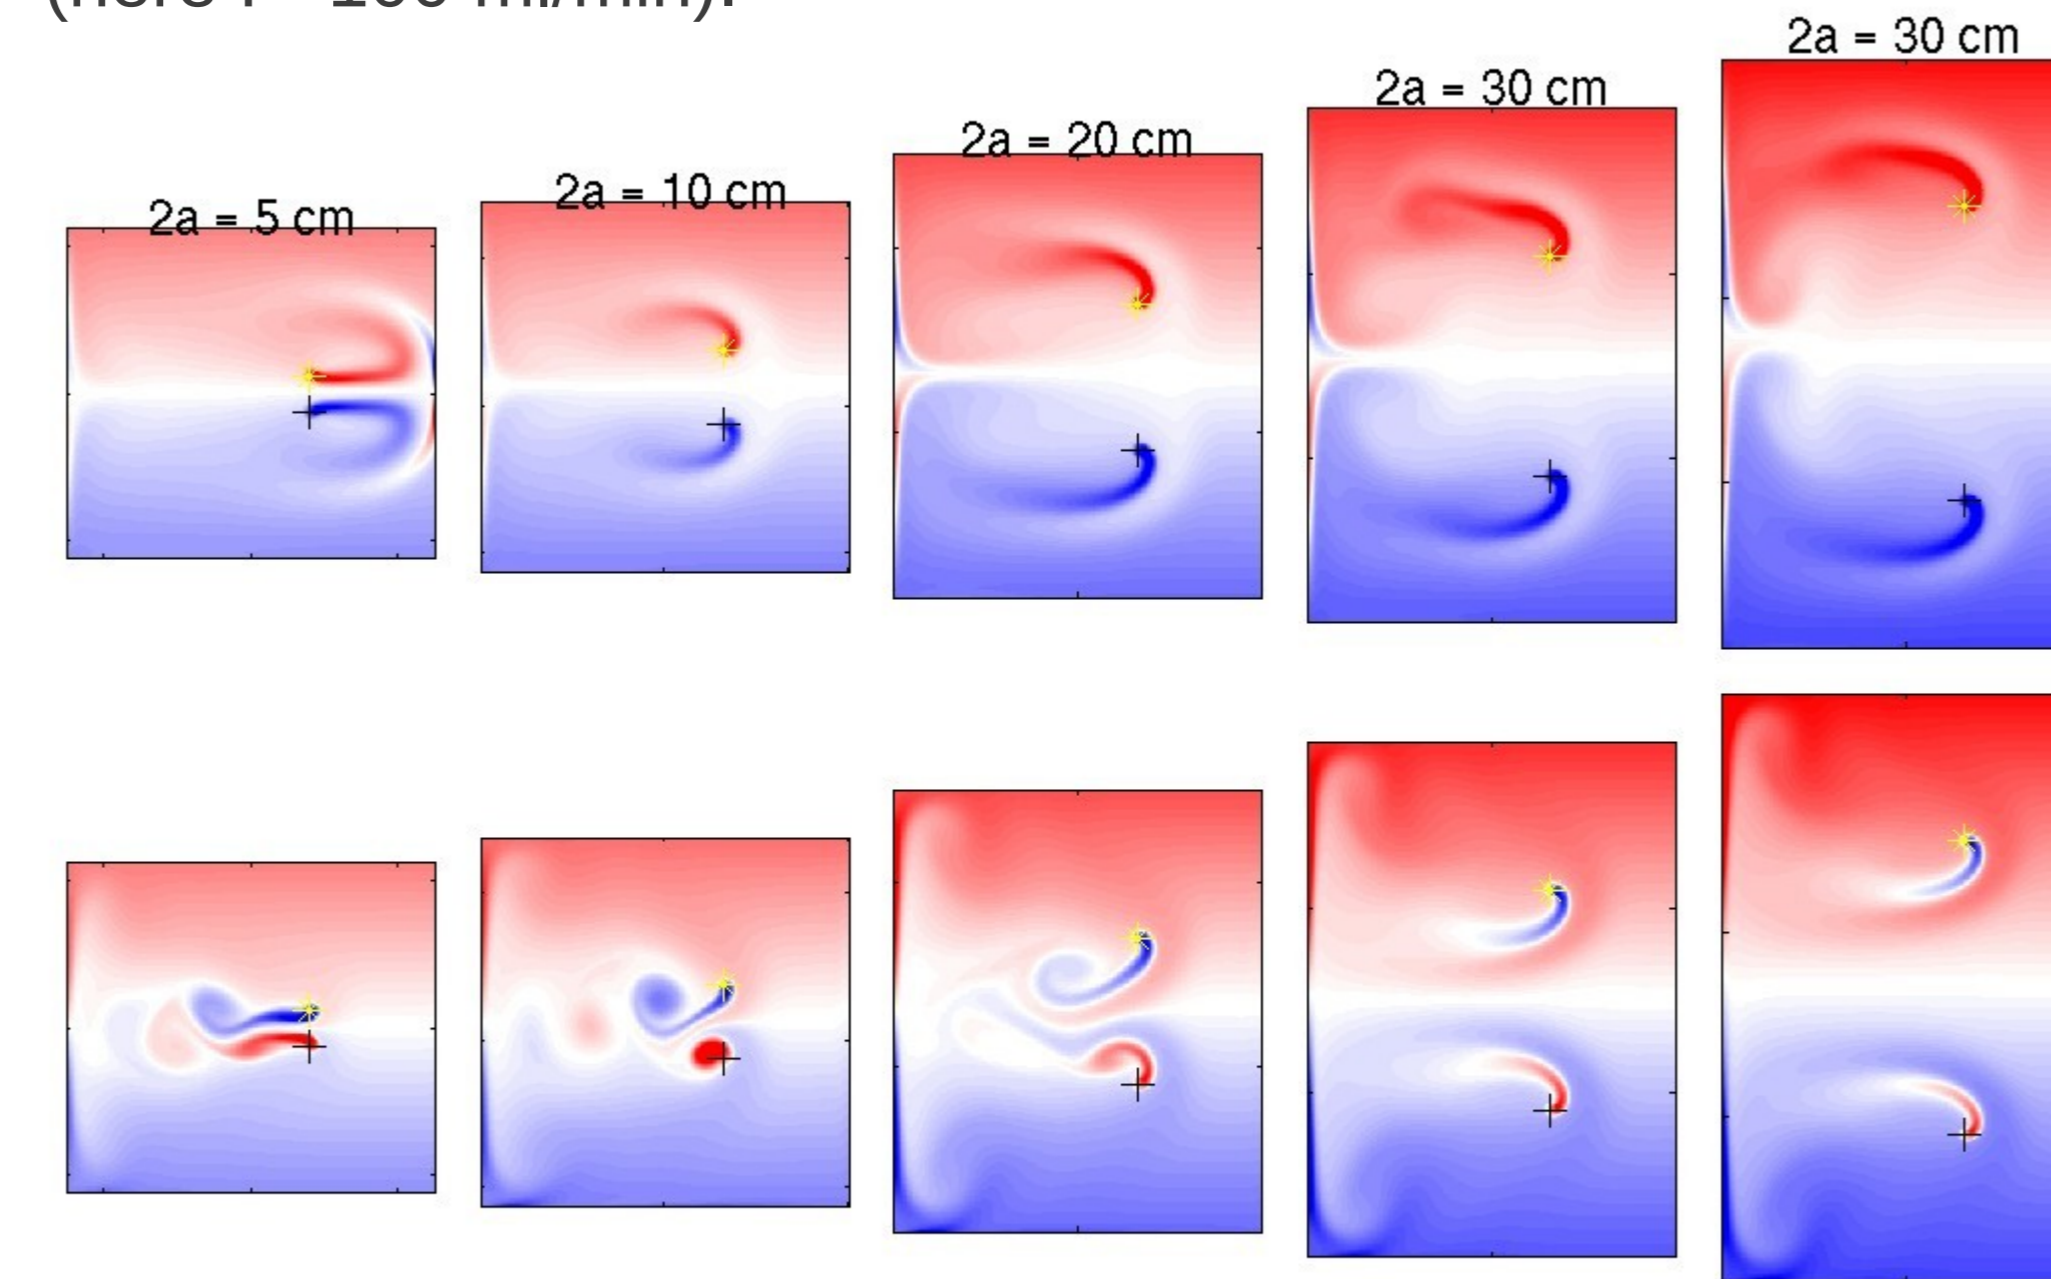 2a = 5 cm
2a = 10 cm
2a = 20 cm
2a = 30 cm
2a = 30 cm